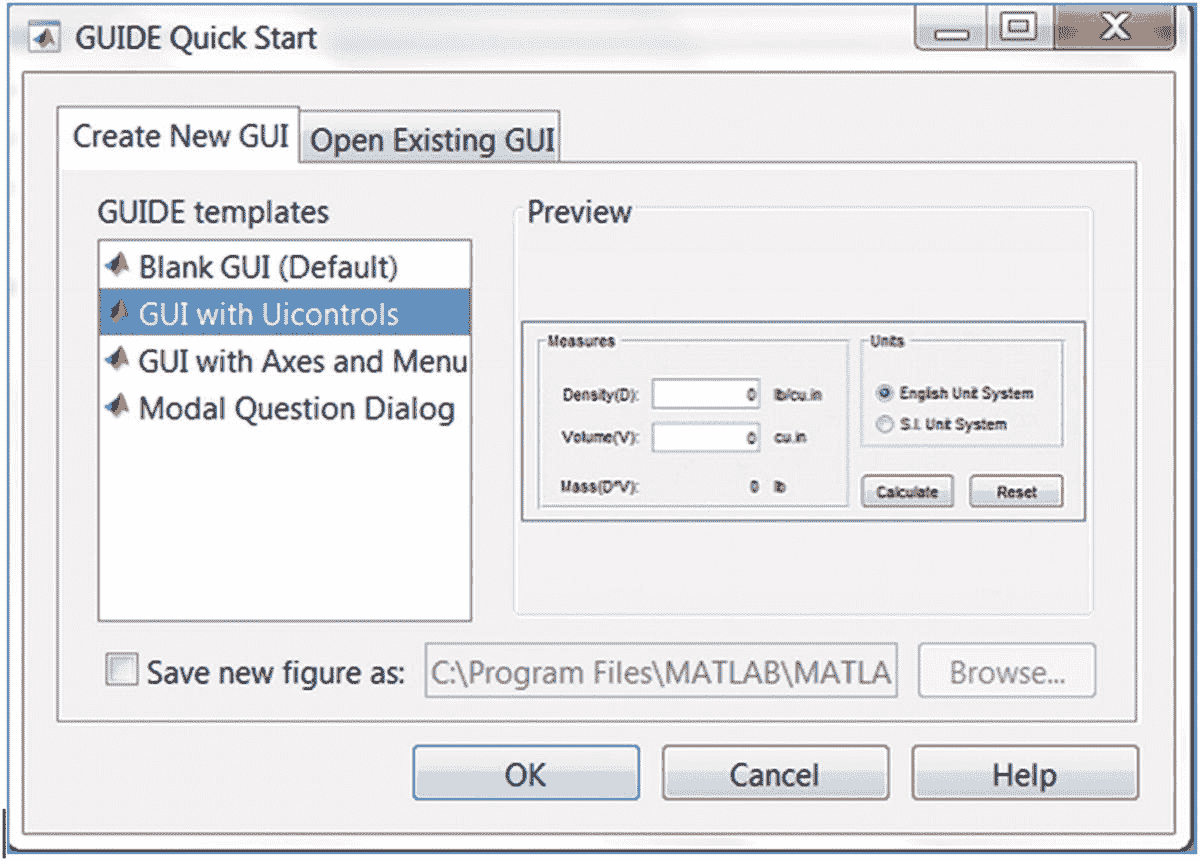 GUIDE Quick Start
Create New GUI
Open Existing GUI
GUIDE templates
Blank GUI (Default)
GUI with Uicontrols
GUI with Axes and Menu
Modal Question Dialog
Preview
Measures
Density(D): 0 lb/cu.in
Volume(V): 0 cu.in
Mass(D*V): 0 lb
Units
English Unit System
S.I. Unit System
Calculate
Reset
Save new figure as: C:\Program Files\MATLAB\MATLA Browse...
OK
Cancel
Help